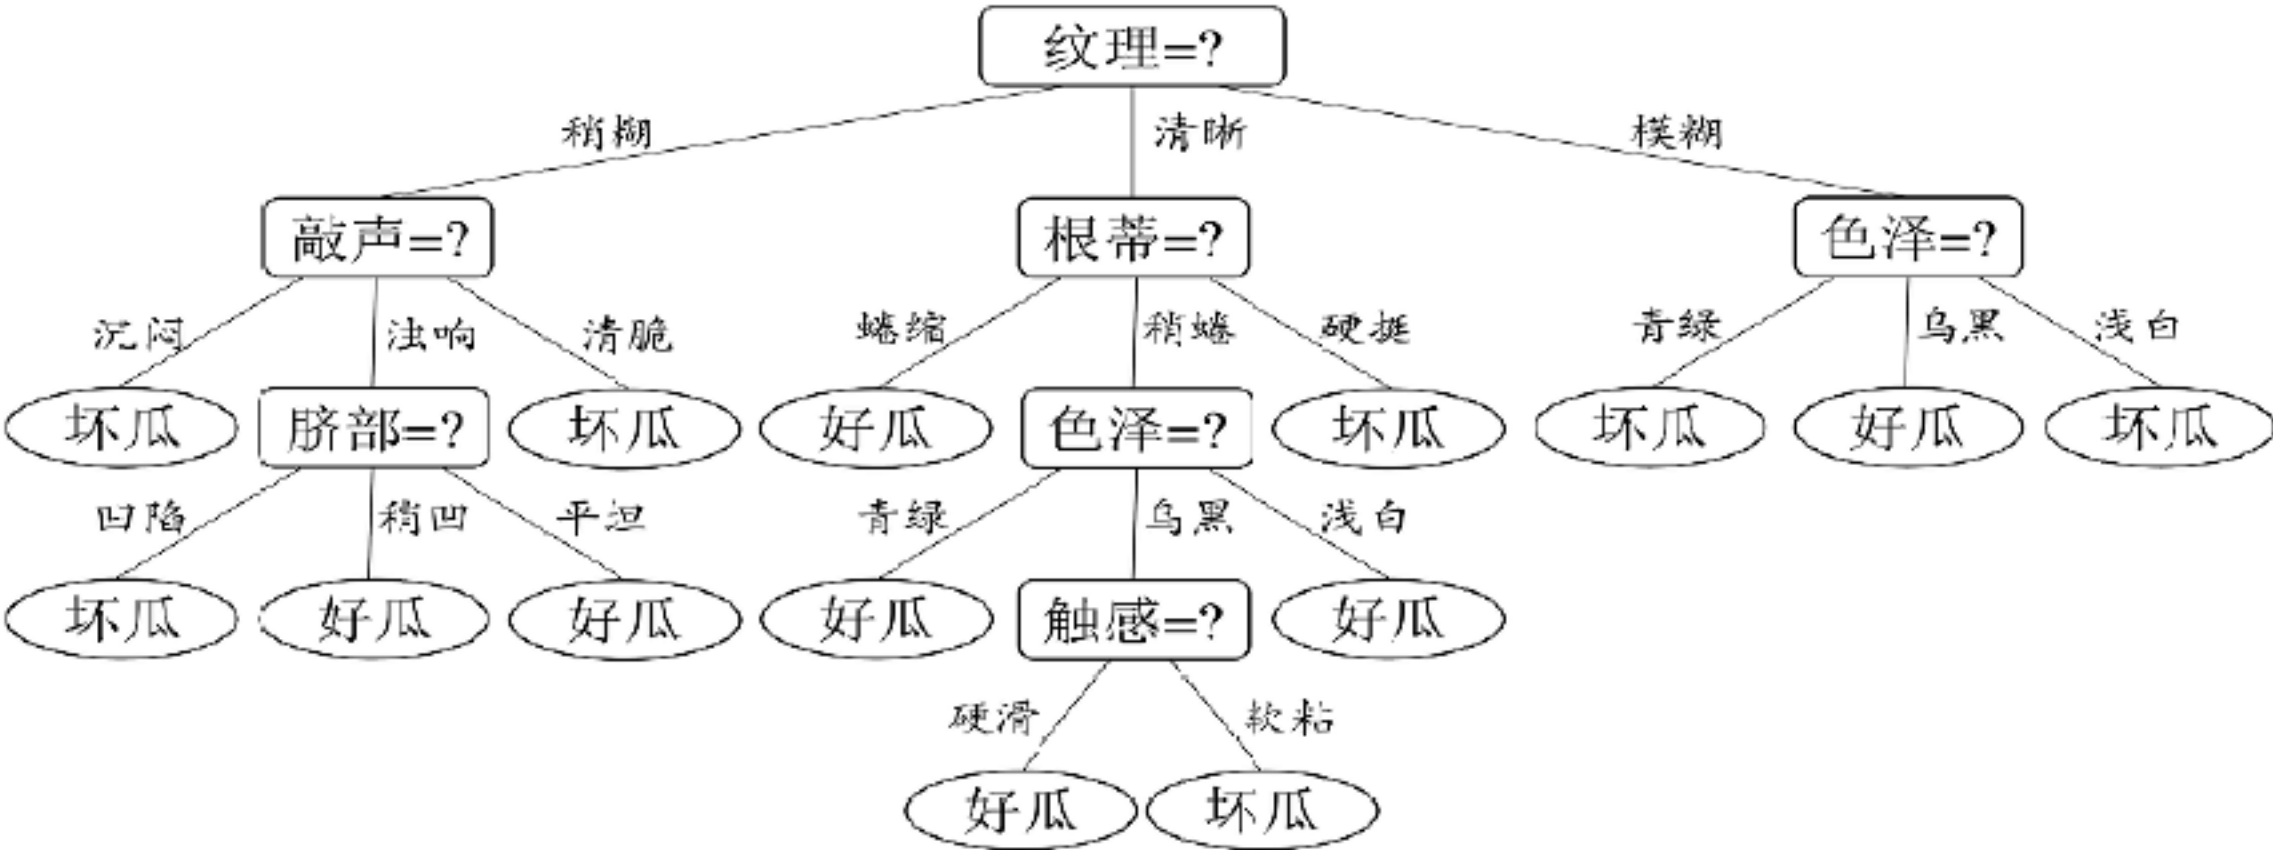 纹理=?
稍糊 清晰 模糊
敲声=? 根蒂=? 色泽=?
沉闷 浊响 清脆 蜷缩 稍蜷 硬挺 青绿 乌黑 浅白
坏瓜 脐部=? 坏瓜 好瓜 色泽=? 坏瓜 坏瓜 好瓜 坏瓜
凹陷 稍凹 平坦 青绿 乌黑 浅白
坏瓜 好瓜 好瓜 好瓜 触感=? 好瓜
硬滑 软粘
好瓜 坏瓜